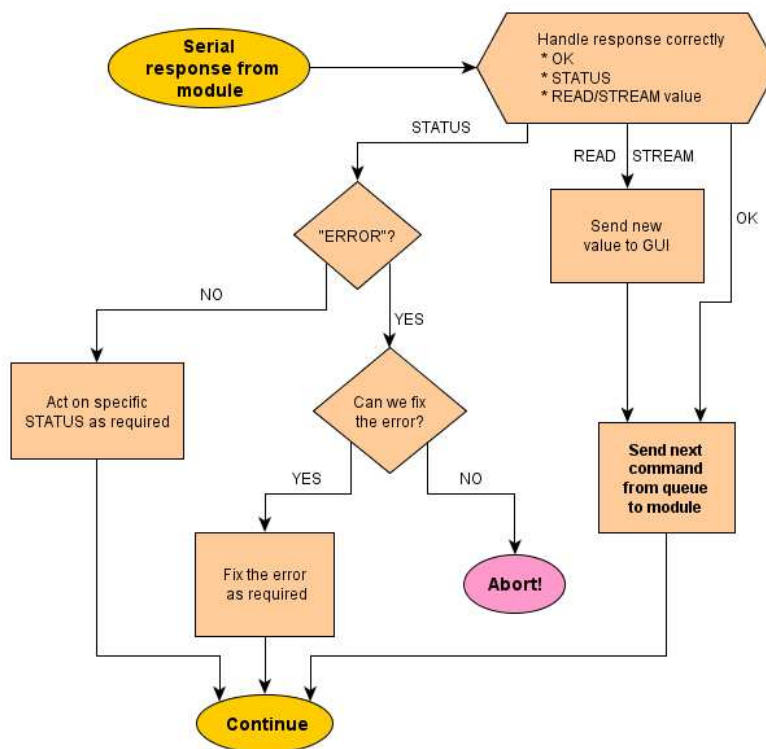 Serial
response from
module
Handle response correctly
* OK
* STATUS
* READ/STREAM value
STATUS
READ STREAM
OK
"ERROR"?
Send new
value to GUI
NO
YES
Act on specific
STATUS as required
Can we fix
the error?
Send next
command
from queue
to module
YES
NO
Fix the error
as required
Abort!
Continue